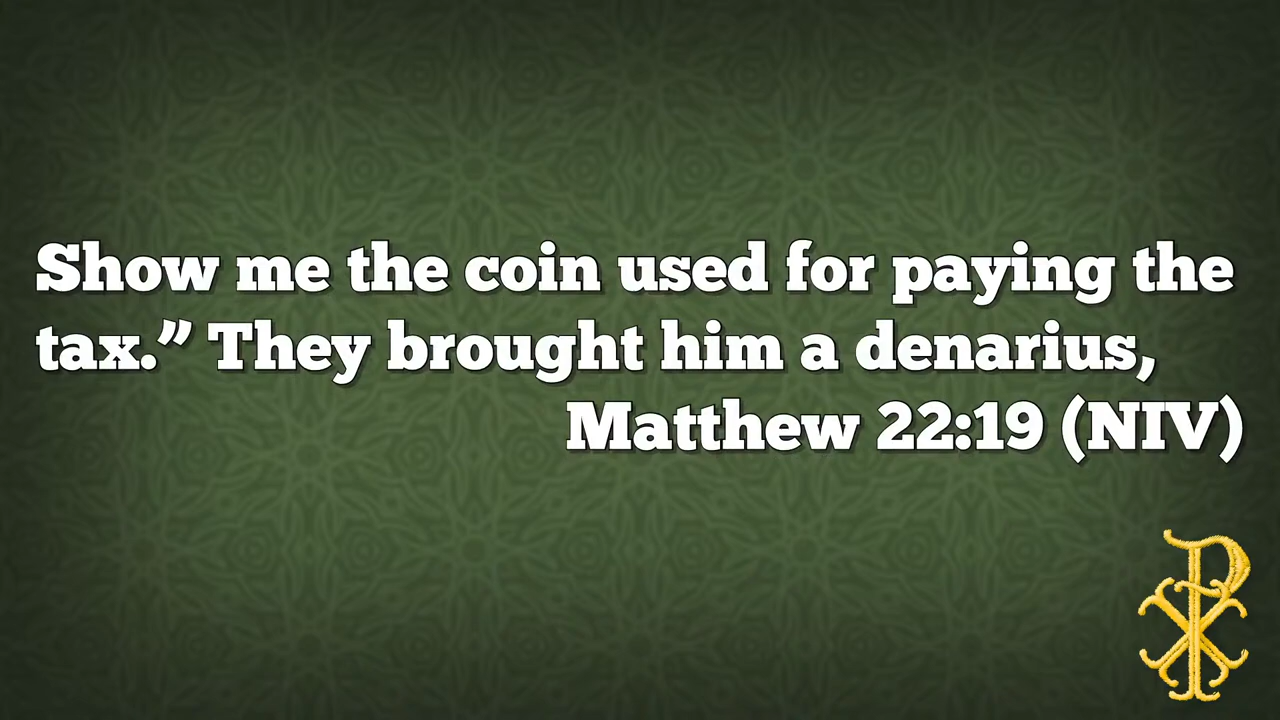 Show me the coin used for paying the
tax.” They brought him a denarius,
Matthew 22:19 (NIV)